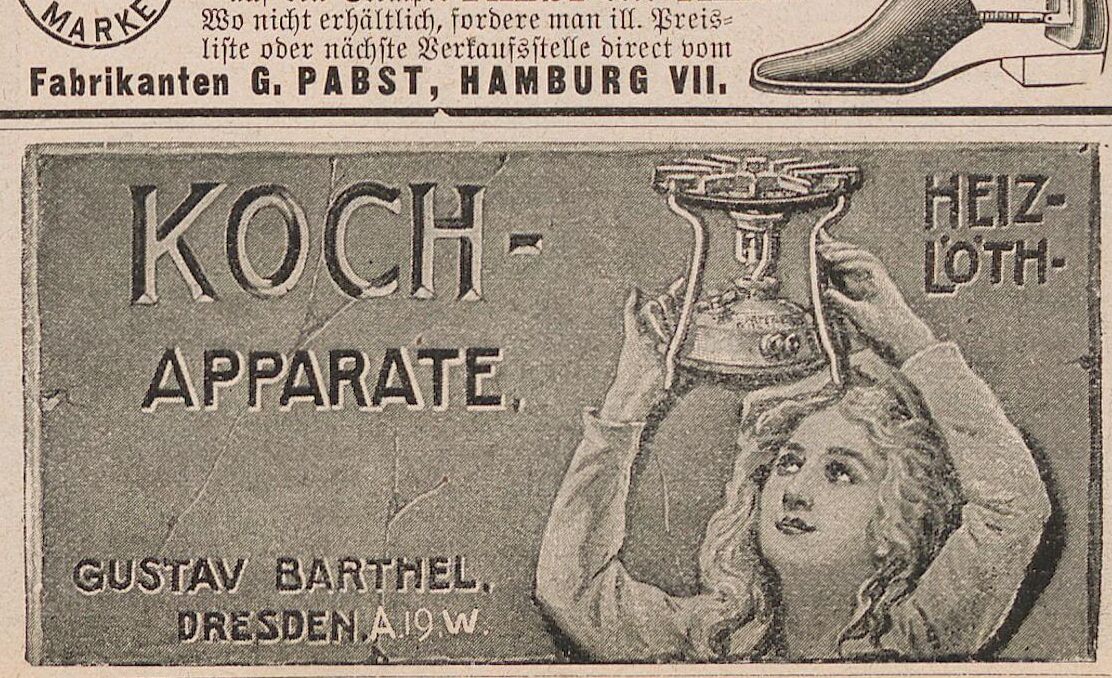 MARKE
Wo nicht erhältlich, fordere man ill. Preis=
liste oder nächste Verkaufsstelle direct vom
Fabrikanten G. PABST, HAMBURG VII.
KOCH-
APPARATE.
HEIZ-
LÖTH-
GUSTAV BARTHEL.
DRESDEN.A.19.W.